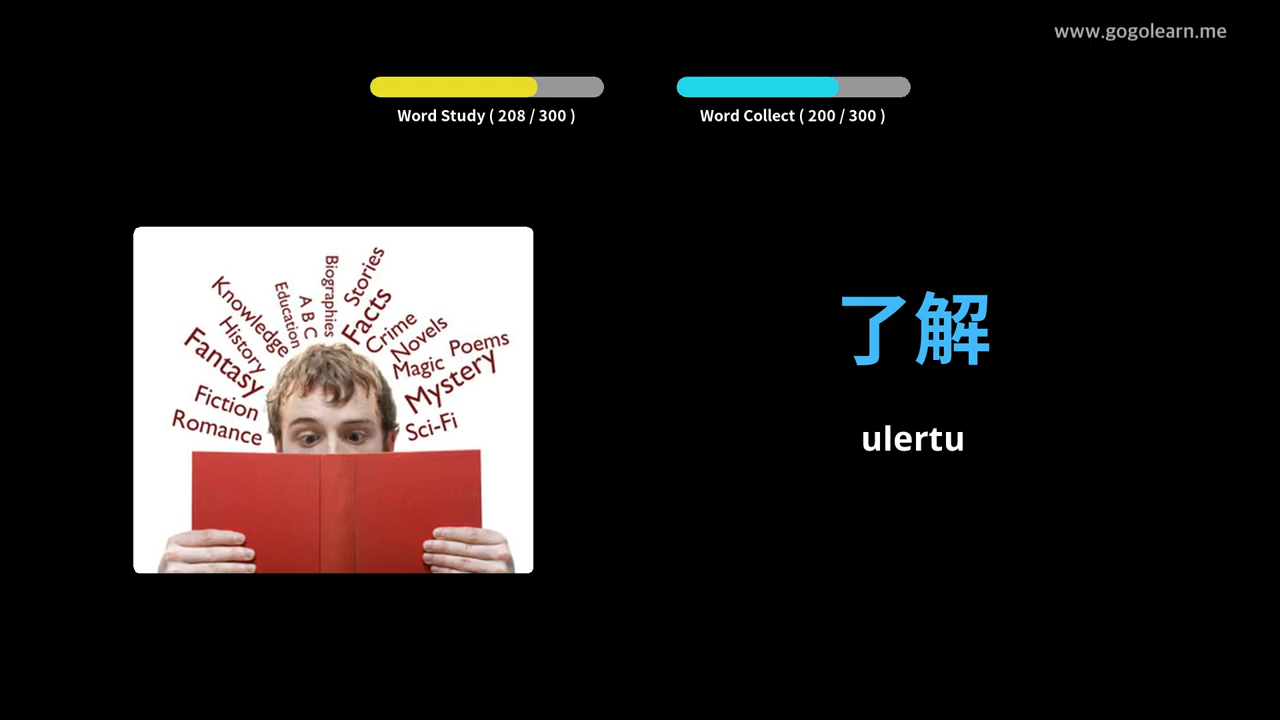 www.gogolearn.me
Word Study ( 208 / 300 )
Word Collect ( 200 / 300 )
Romance
Fiction
Fantasy
History
Knowledge
Education
A B C
Biographies
Stories
Facts
Crime
Novels
Magic
Poems
Mystery
Sci-Fi
了解
ulertu